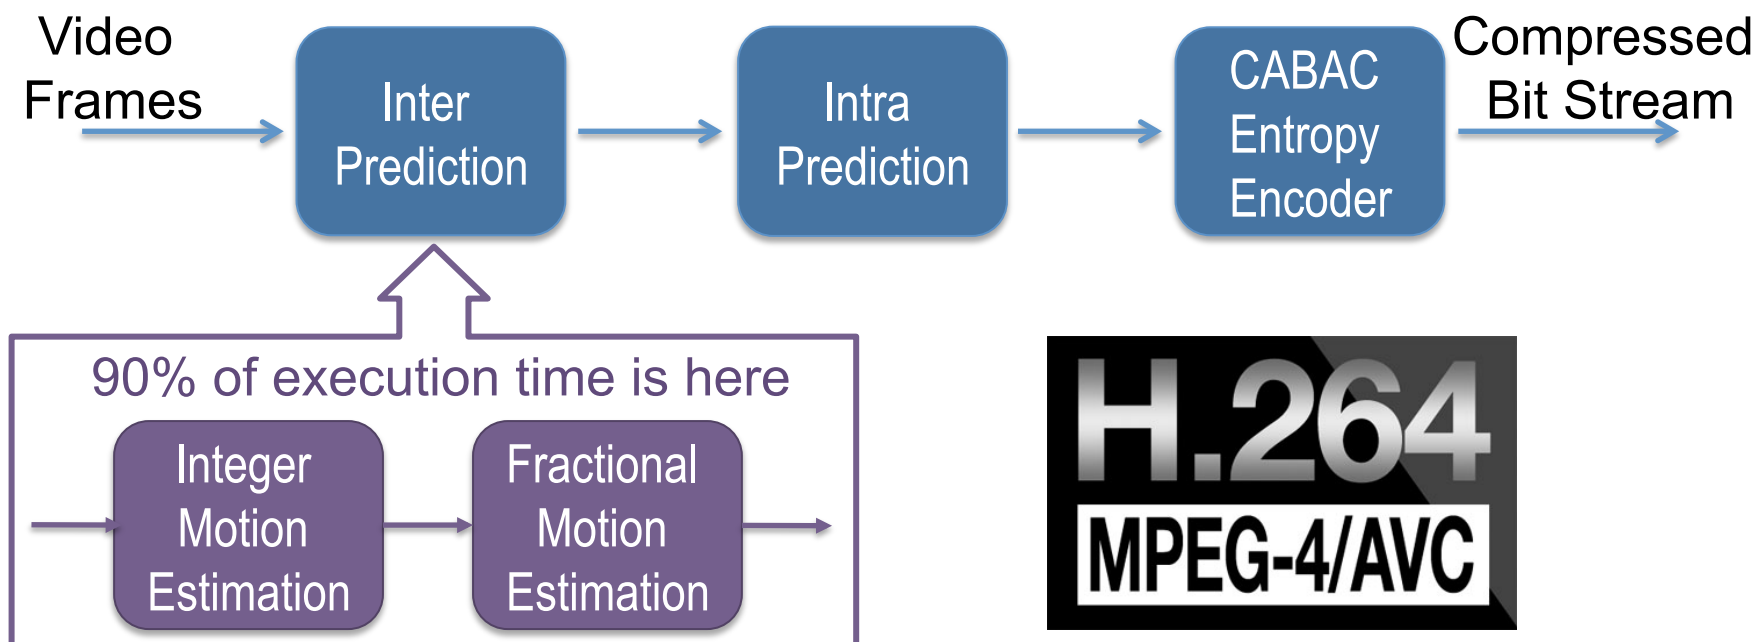 Video
Frames
Inter
Prediction
Intra
Prediction
CABAC
Entropy
Encoder
Compressed
Bit Stream
90% of execution time is here
Integer
Motion
Estimation
Fractional
Motion
Estimation
H.264
MPEG-4/AVC